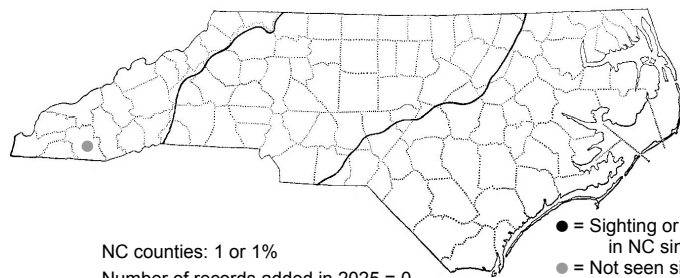 NC counties: 1 or 1%
Number of records added in 2025 = 0
● = Sighting or
in NC sin
● = Not seen si